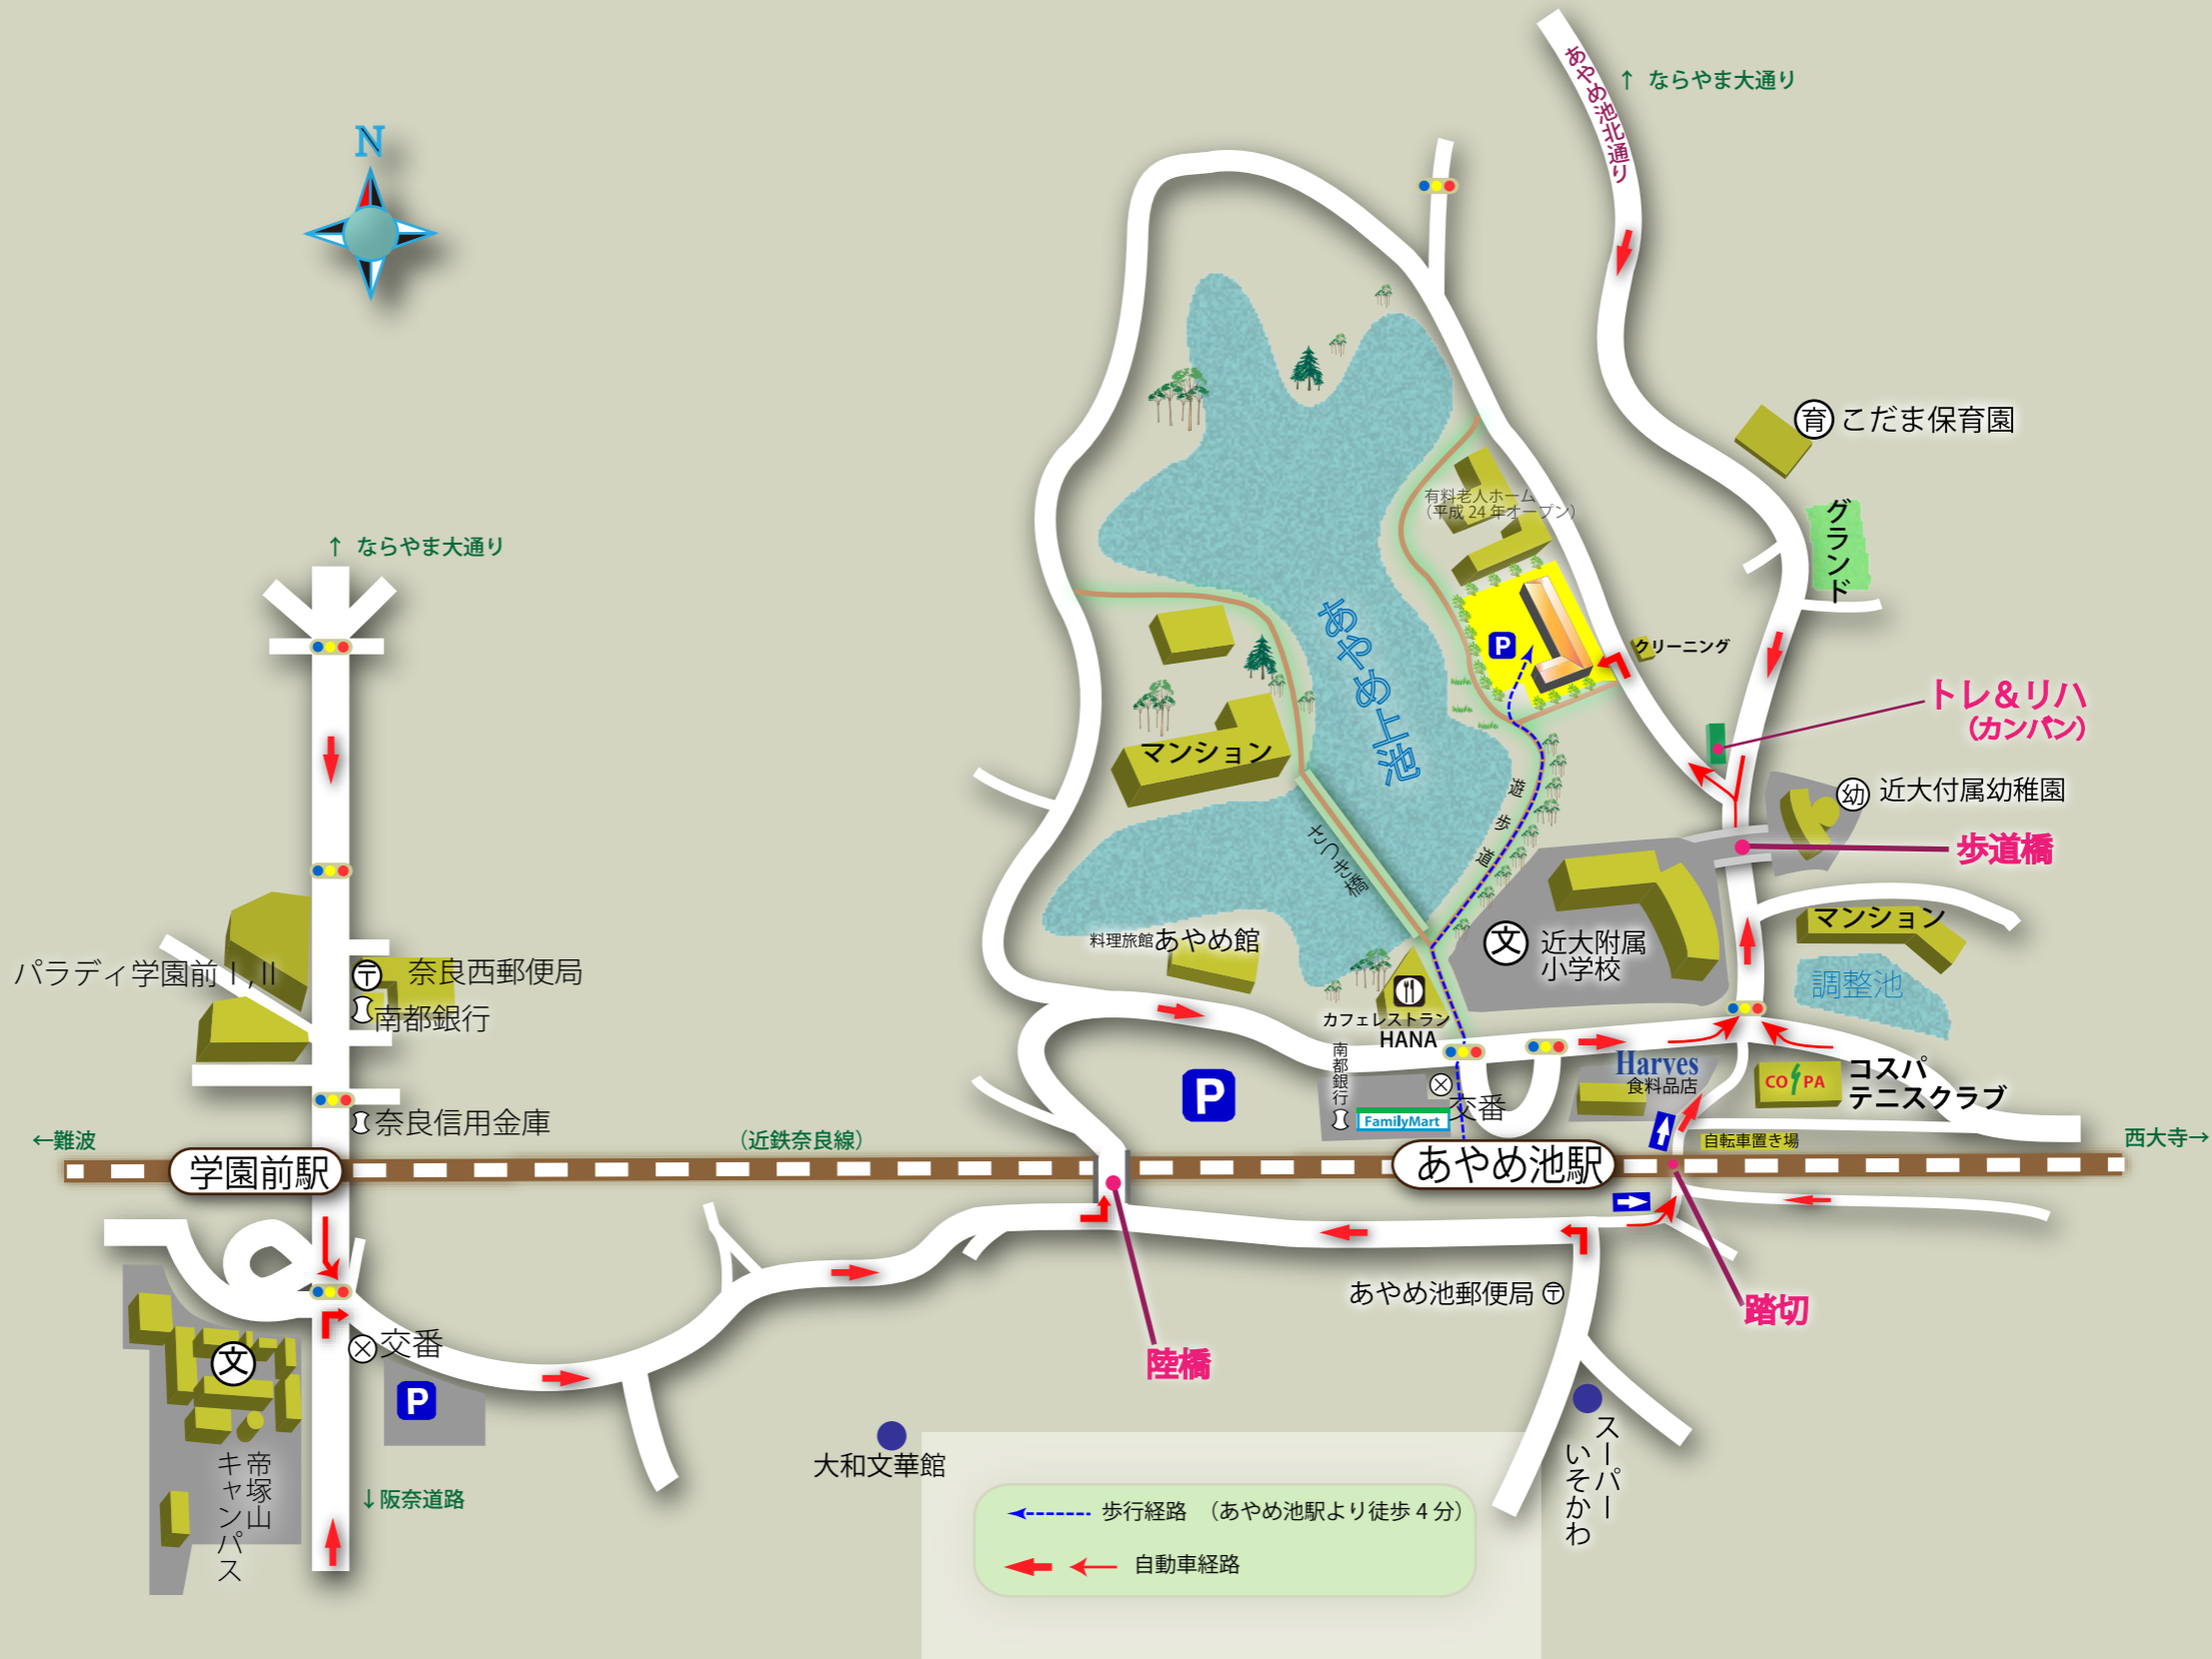 N
あやめ池北通り
↑ ならやま大通り
育 こだま保育園
グランド
有料老人ホーム
（平成 24 年オープン）
↑ ならやま大通り
P
クリーニング
あやめ上池
トレ＆リハ
（カンバン）
マンション
遊歩道
幼 近大付属幼稚園
さつき橋
歩道橋
マンション
料理旅館あやめ館
文 近大附属
小学校
調整池
パラディ学園前Ⅰ,Ⅱ
〒 奈良西郵便局
南都銀行
カフェレストラン
HANA
南都銀行
Harves
食料品店
COSPA
コスパ
テニスクラブ
P
FamilyMart
交番
奈良信用金庫
←難波
（近鉄奈良線）
自転車置き場
西大寺→
学園前駅
あやめ池駅
あやめ池郵便局 〒
踏切
交番
陸橋
文
P
帝塚山
キャンパス
大和文華館
スーパー
いそかわ
↓阪奈道路
歩行経路 （あやめ池駅より徒歩 4 分）
自動車経路